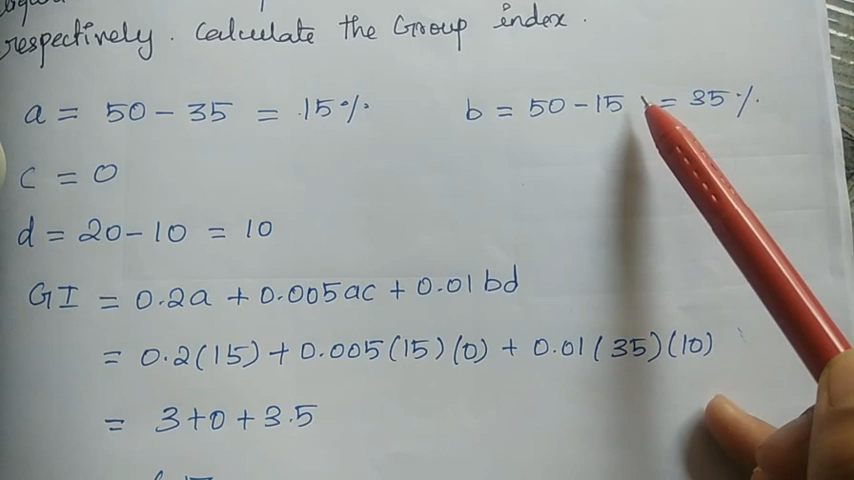 respectively. Calculate the Group index.
a = 50 - 35 = 15% b = 50 - 15 = 35%
c = 0
d = 20 - 10 = 10
GI = 0.2a + 0.005ac + 0.01bd
= 0.2(15) + 0.005(15)(0) + 0.01(35)(10)
= 3+0+3.5